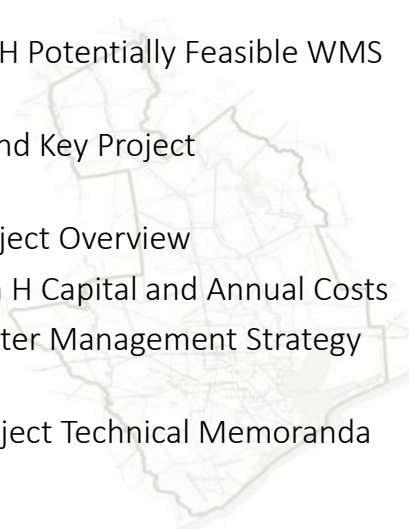 H Potentially Feasible WMS
nd Key Project
ject Overview
H Capital and Annual Costs
ter Management Strategy
ject Technical Memoranda